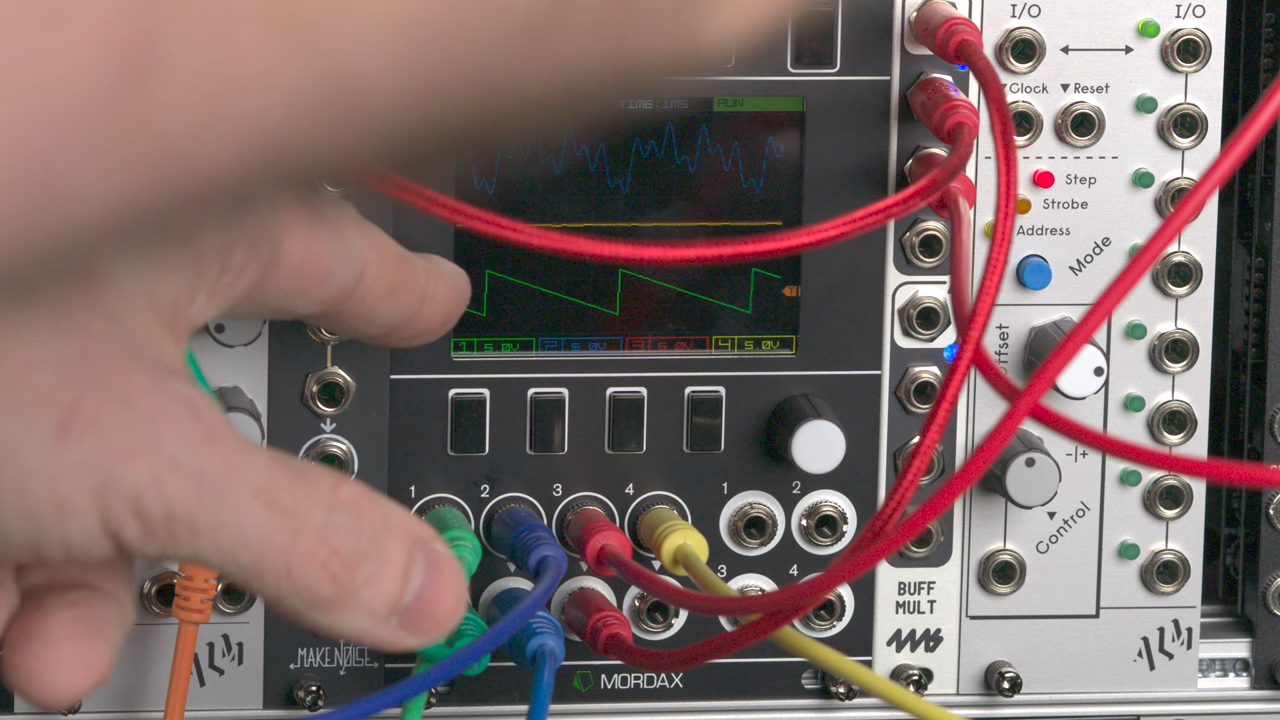 I/O
I/O
Clock
Reset
TIME:1MS
RUN
Step
Strobe
Address
Mode
1 5.0V 2 5.0V 3 5.0V 4 5.0V
-/+
Control
1 2 3 4
1 2
3 4
BUFF
MULT
MAKENOISE
MORDAX